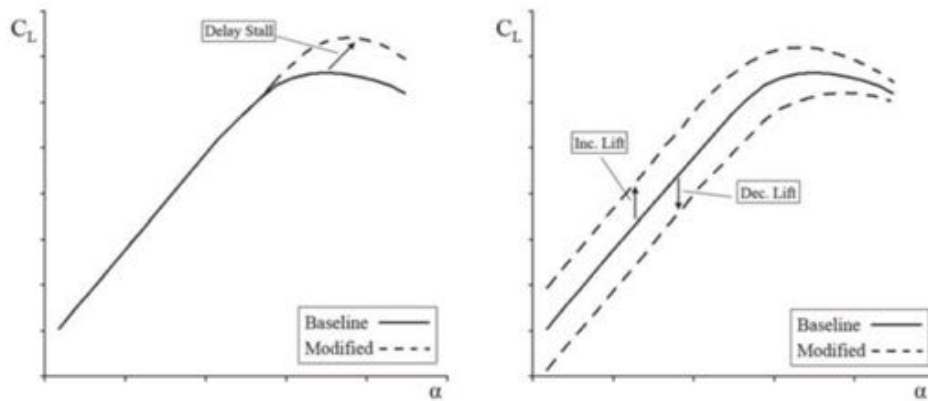 C_L
Delay Stall
Baseline
Modified
α
C_L
Inc. Lift
Dec. Lift
Baseline
Modified
α